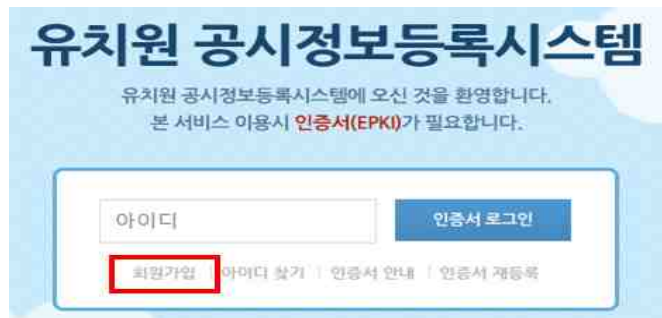 유치원 공시정보등록시스템
유치원 공시정보등록시스템에 오신 것을 환영합니다.
본 서비스 이용시 인증서(EPKI)가 필요합니다.
아이디
인증서 로그인
회원가입 | 아이디 찾기 | 인증서 안내 | 인증서 재등록